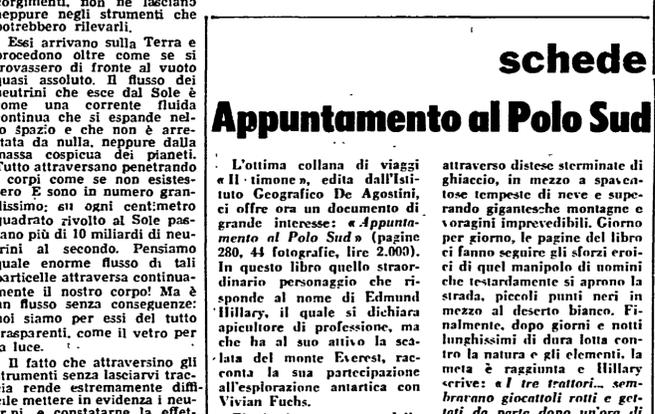 corgimenti, non ne lasciano
neppure negli strumenti che
potrebbero rilevarli.
Essi arrivano sulla Terra e
procedono oltre come se si
trovassero di fronte al vuoto
quasi assoluto. Il flusso dei
neutrini che esce dal Sole è
come una corrente fluida
continua che si espande nel-
lo spazio e che non è arre-
stata da nulla, neppure dalla
massa cospicua dei pianeti.
Tutto attraversano penetrando
i corpi come se non esistes-
sero E sono in numero gran-
dissimo: su ogni centimetro
quadrato rivolto al Sole pas-
sano più di 10 miliardi di neu-
trini al secondo. Pensiamo
quale enorme flusso di tali
particelle attraversa continua-
mente il nostro corpo! Ma è
un flusso senza conseguenze:
noi siamo per essi del tutto
trasparenti, come il vetro per
la luce.
Il fatto che attraversino gli
strumenti senza lasciarvi trac-
cia rende estremamente diffi-
cile mettere in evidenza i neu-
trini e constatarne la effet-
schede
Appuntamento al Polo Sud
L'ottima collana di viaggi
« Il timone », edita dall'Isti-
tuto Geografico De Agostini,
ci offre ora un documento di
grande interesse: « Appunta-
mento al Polo Sud » (pagine
280, 44 fotografie, lire 2.000).
In questo libro quello straor-
dinario personaggio che ri-
sponde al nome di Edmund
Hillary, il quale si dichiara
apicultore di professione, ma
che ha al suo attivo la sca-
lata del monte Everest, rac-
conta la sua partecipazione
all'esplorazione antartica con
Vivian Fuchs.
attraverso distese sterminate di
ghiaccio, in mezzo a spaven-
tose tempeste di neve e supe-
rando gigantesche montagne e
voragini imprevedibili. Giorno
per giorno, le pagine del libro
ci fanno seguire gli sforzi eroi-
ci di quel manipolo di uomini
che testardamente si aprono la
strada, piccoli punti neri in
mezzo al deserto bianco. Fi-
nalmente, dopo giorni e notti
lunghissimi di dura lotta con-
tro la natura e gli elementi, la
meta è raggiunta e Hillary
scrive: « I tre trattori... sem-
bravano giocattoli rotti e get-
tati da parte dopo un'ora di